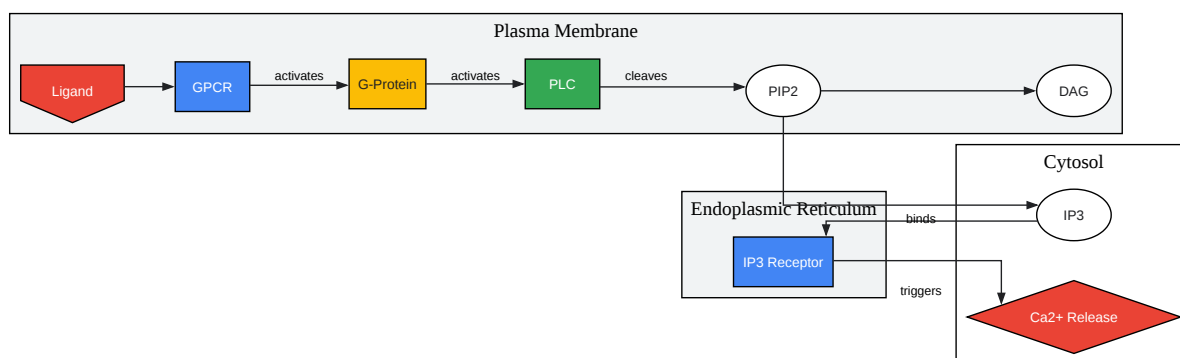 Plasma Membrane
Ligand
GPCR
activates
G-Protein
activates
PLC
cleaves
PIP2
DAG
Cytosol
Endoplasmic Reticulum
IP3
binds
IP3 Receptor
triggers
Ca2+ Release